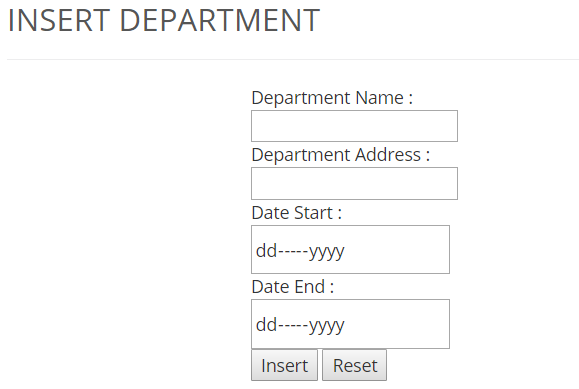 INSERT DEPARTMENT
Department Name :
Department Address :
Date Start :
dd-----yyyy
Date End :
dd-----yyyy
Insert Reset